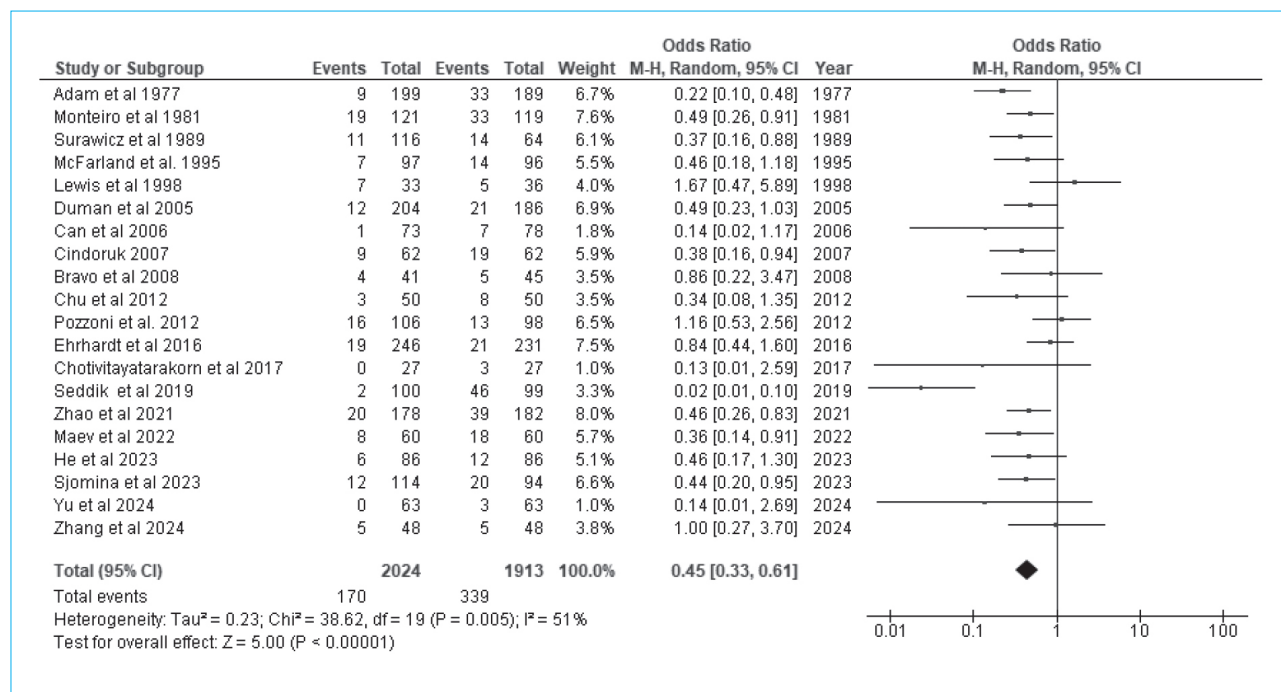 Odds Ratio Odds Ratio
Study or Subgroup Events Total Events Total Weight M-H, Random, 95% CI Year M-H, Random, 95% CI
Adam et al 1977 9 199 33 189 6.7% 0.22 [0.10, 0.48] 1977
Monteiro et al 1981 19 121 33 119 7.6% 0.49 [0.26, 0.91] 1981
Surawicz et al 1989 11 116 14 64 6.1% 0.37 [0.16, 0.88] 1989
McFarland et al. 1995 7 97 14 96 5.5% 0.46 [0.18, 1.18] 1995
Lewis et al 1998 7 33 5 36 4.0% 1.67 [0.47, 5.89] 1998
Duman et al 2005 12 204 21 186 6.9% 0.49 [0.23, 1.03] 2005
Can et al 2006 1 73 7 78 1.8% 0.14 [0.02, 1.17] 2006
Cindoruk 2007 9 62 19 62 5.9% 0.38 [0.16, 0.94] 2007
Bravo et al 2008 4 41 5 45 3.5% 0.86 [0.22, 3.47] 2008
Chu et al 2012 3 50 8 50 3.5% 0.34 [0.08, 1.35] 2012
Pozzoni et al. 2012 16 106 13 98 6.5% 1.16 [0.53, 2.56] 2012
Ehrhardt et al 2016 19 246 21 231 7.5% 0.84 [0.44, 1.60] 2016
Chotivitayatarakorn et al 2017 0 27 3 27 1.0% 0.13 [0.01, 2.59] 2017
Seddik et al 2019 2 100 46 99 3.3% 0.02 [0.01, 0.10] 2019
Zhao et al 2021 20 178 39 182 8.0% 0.46 [0.26, 0.83] 2021
Maev et al 2022 8 60 18 60 5.7% 0.36 [0.14, 0.91] 2022
He et al 2023 6 86 12 86 5.1% 0.46 [0.17, 1.30] 2023
Sjomina et al 2023 12 114 20 94 6.6% 0.44 [0.20, 0.95] 2023
Yu et al 2024 0 63 3 63 1.0% 0.14 [0.01, 2.69] 2024
Zhang et al 2024 5 48 5 48 3.8% 1.00 [0.27, 3.70] 2024
Total (95% CI) 2024 1913 100.0% 0.45 [0.33, 0.61]
Total events 170 339
Heterogeneity: Tau² = 0.23; Chi² = 38.62, df = 19 (P = 0.005); I² = 51%
Test for overall effect: Z = 5.00 (P < 0.00001)
0.01 0.1 1 10 100